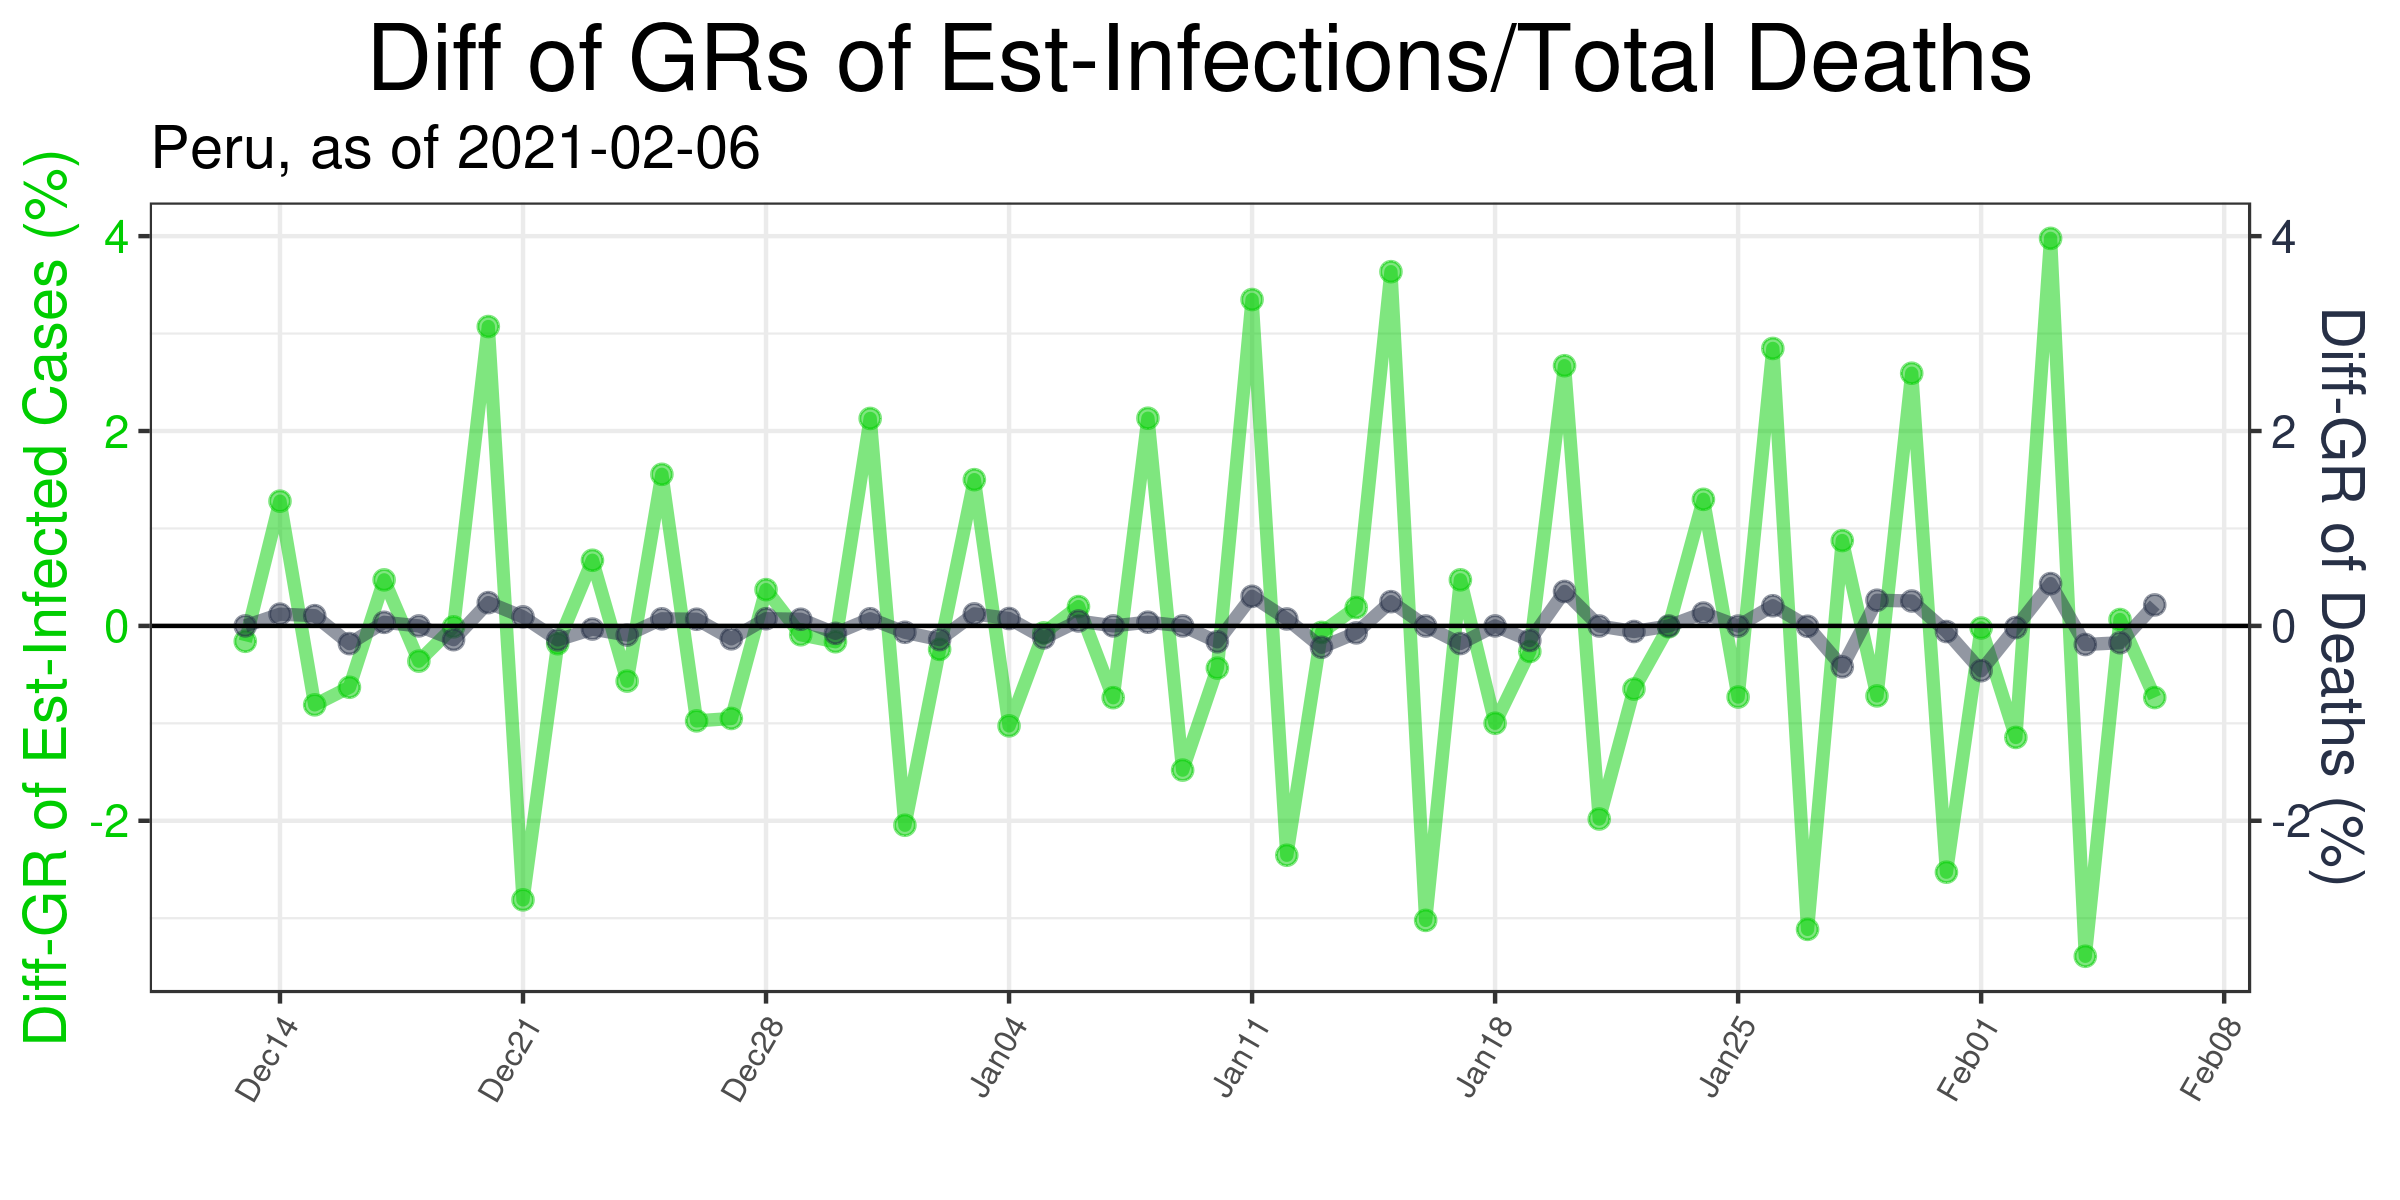 Diff of GRs of Est-Infections/Total Deaths
Peru, as of 2021-02-06
Diff-GR of Est-Infected Cases (%)
4
2
0
-2
4
2
0
-2
Diff-GR of Deaths (%)
Dec14
Dec21
Dec28
Jan04
Jan11
Jan18
Jan25
Feb01
Feb08